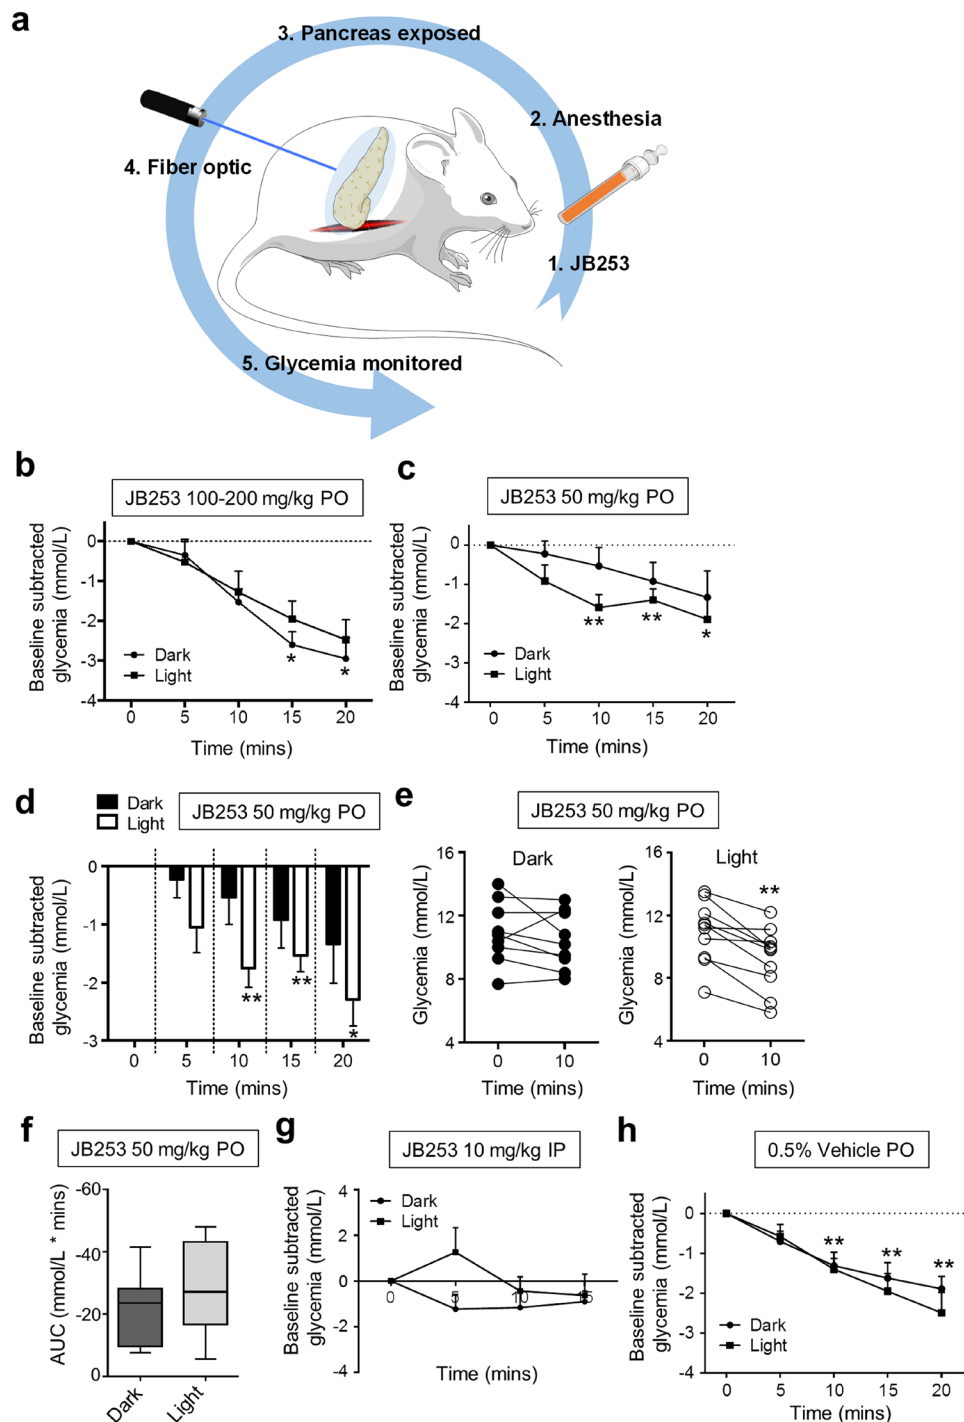 a
3. Pancreas exposed
2. Anesthesia
4. Fiber optic
1. JB253
5. Glycemia monitored
b
JB253 100-200 mg/kg PO
Baseline subtracted
glycemia (mmol/L)
0
-1
-2
-3
-4
Dark
Light
*
*
0 5 10 15 20
Time (mins)
c
JB253 50 mg/kg PO
Baseline subtracted
glycemia (mmol/L)
0
-1
-2
-3
-4
Dark
Light
**
**
*
0 5 10 15 20
Time (mins)
d
Dark
Light
JB253 50 mg/kg PO
Baseline subtracted
glycemia (mmol/L)
0
-1
-2
-3
**
**
*
0 5 10 15 20
Time (mins)
e
JB253 50 mg/kg PO
Dark
Glycemia (mmol/L)
16
12
8
4
0 10
Time (mins)
Light
**
Glycemia (mmol/L)
16
12
8
4
0 10
Time (mins)
f
JB253 50 mg/kg PO
AUC (mmol/L * mins)
-60
-40
-20
0
Dark
Light
g
JB253 10 mg/kg IP
Baseline subtracted
glycemia (mmol/L)
4
2
0
-2
-4
Dark
Light
0 5 10 15
Time (mins)
h
0.5% Vehicle PO
Baseline subtracted
glycemia (mmol/L)
0
-1
-2
-3
-4
**
**
**
Dark
Light
0 5 10 15 20
Time (mins)